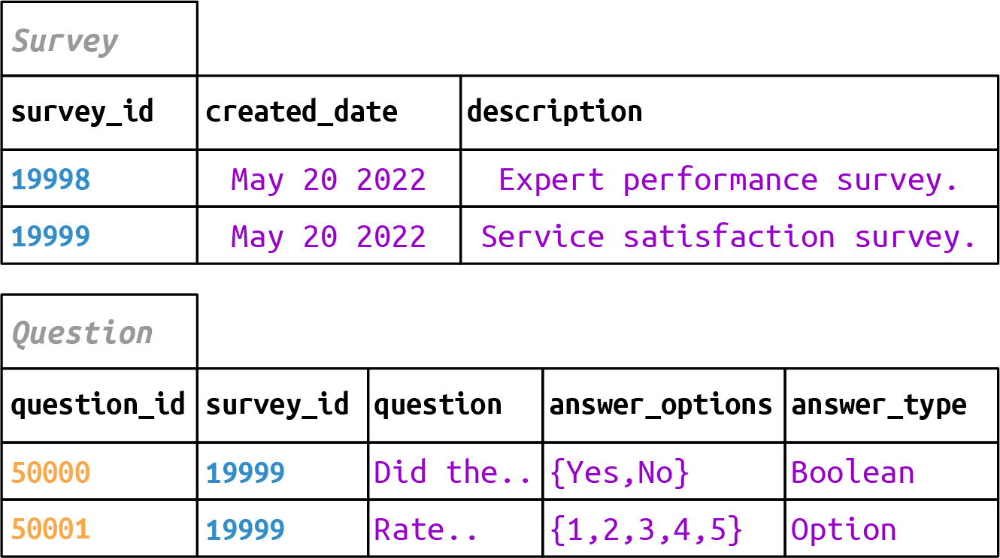 Survey
survey_id created_date description
19998 May 20 2022 Expert performance survey.
19999 May 20 2022 Service satisfaction survey.
Question
question_id survey_id question answer_options answer_type
50000 19999 Did the.. {Yes,No} Boolean
50001 19999 Rate.. {1,2,3,4,5} Option